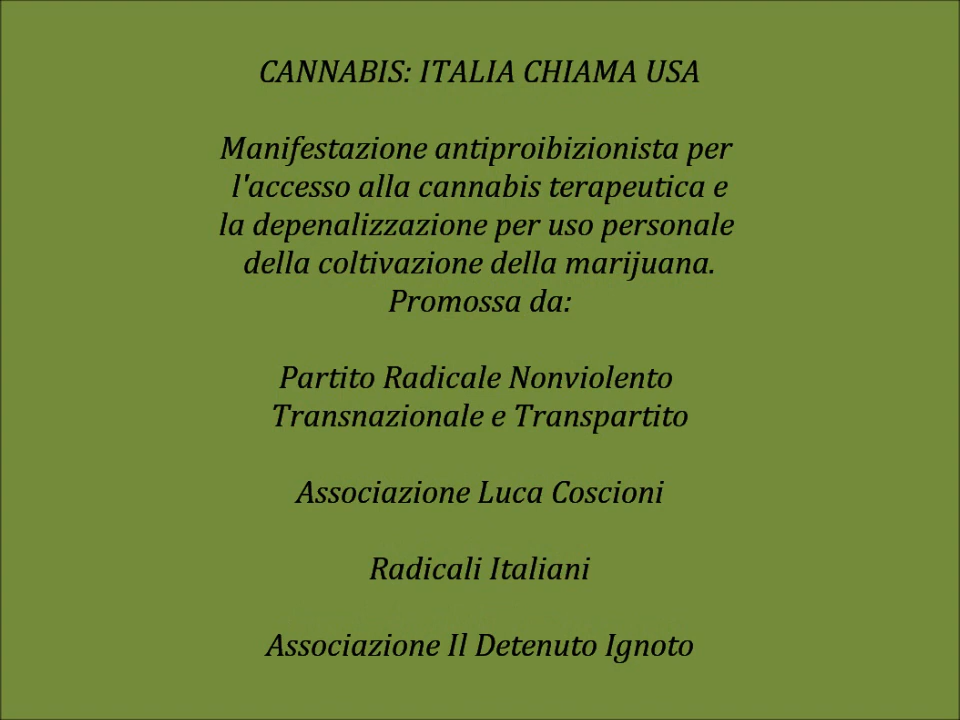 CANNABIS: ITALIA CHIAMA USA
Manifestazione antiproibizionista per
l'accesso alla cannabis terapeutica e
la depenalizzazione per uso personale
della coltivazione della marijuana.
Promossa da:
Partito Radicale Nonviolento
Transnazionale e Transpartito
Associazione Luca Coscioni
Radicali Italiani
Associazione Il Detenuto Ignoto